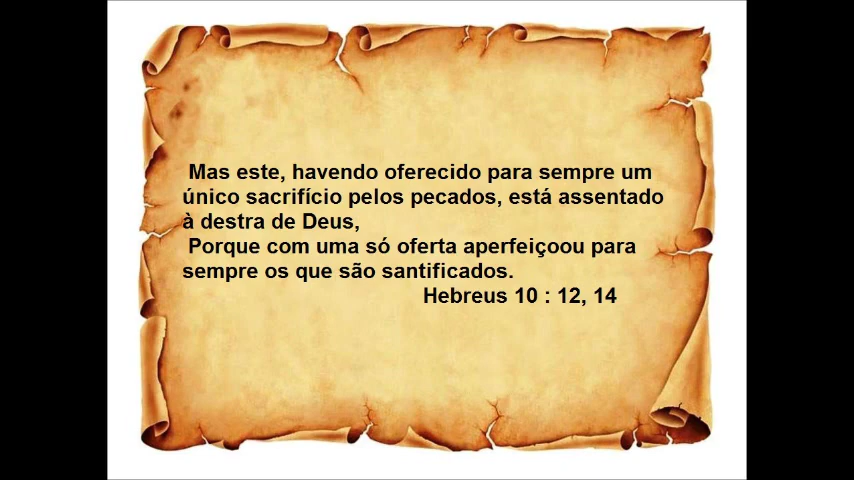 Mas este, havendo oferecido para sempre um
único sacrifício pelos pecados, está assentado
à destra de Deus,
Porque com uma só oferta aperfeiçoou para
sempre os que são santificados.
Hebreus 10 : 12, 14